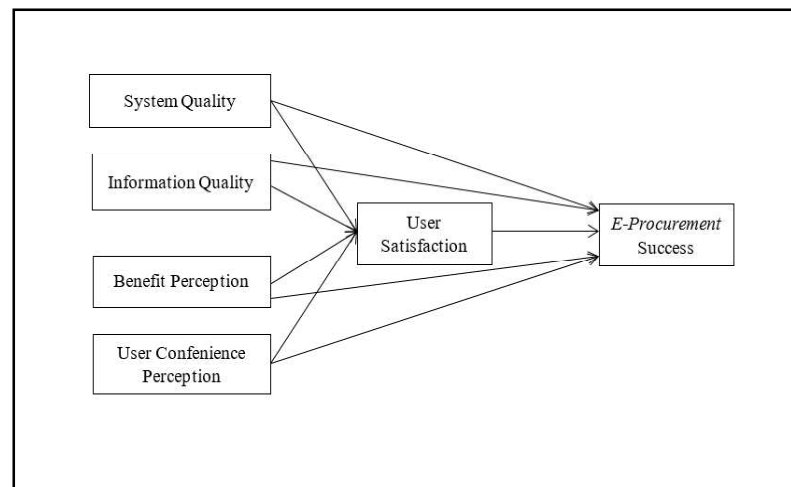 System Quality
Information Quality
User
Satisfaction
E-Procurement
Success
Benefit Perception
User Confenience
Perception